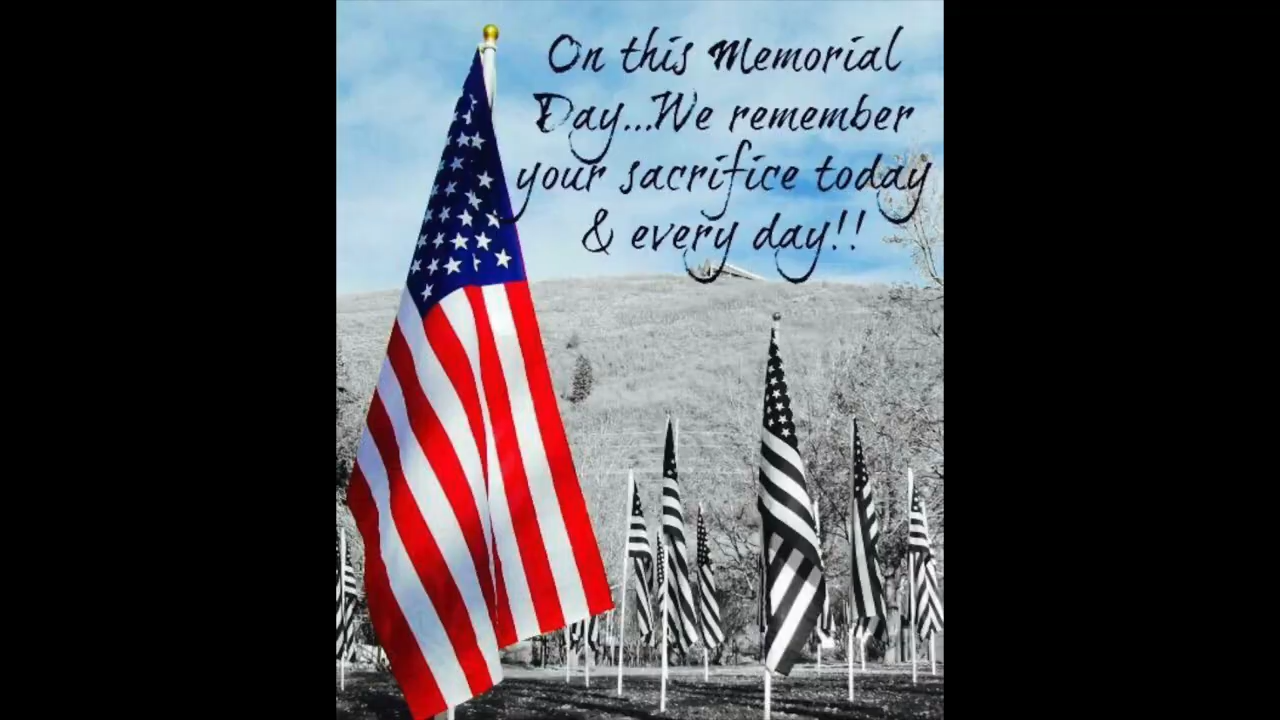 On this Memorial
Day...We remember
your sacrifice today
& every day!!